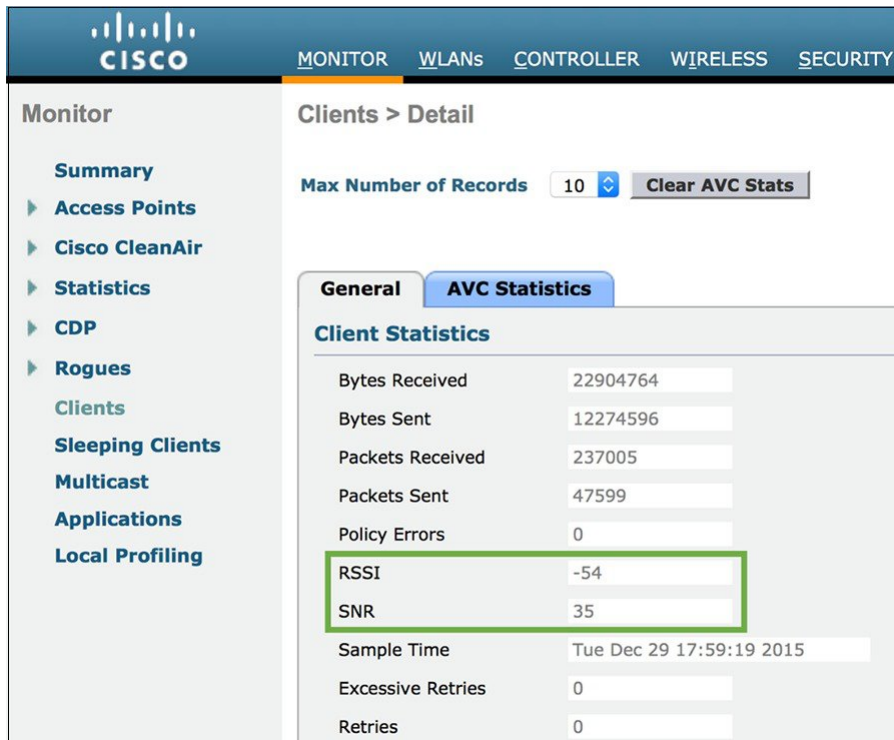 CISCO
MONITOR WLANs CONTROLLER WIRELESS SECURITY
Monitor
Summary
Access Points
Cisco CleanAir
Statistics
CDP
Rogues
Clients
Sleeping Clients
Multicast
Applications
Local Profiling
Clients > Detail
Max Number of Records 10 Clear AVC Stats
General AVC Statistics
Client Statistics
Bytes Received 22904764
Bytes Sent 12274596
Packets Received 237005
Packets Sent 47599
Policy Errors 0
RSSI -54
SNR 35
Sample Time Tue Dec 29 17:59:19 2015
Excessive Retries 0
Retries 0